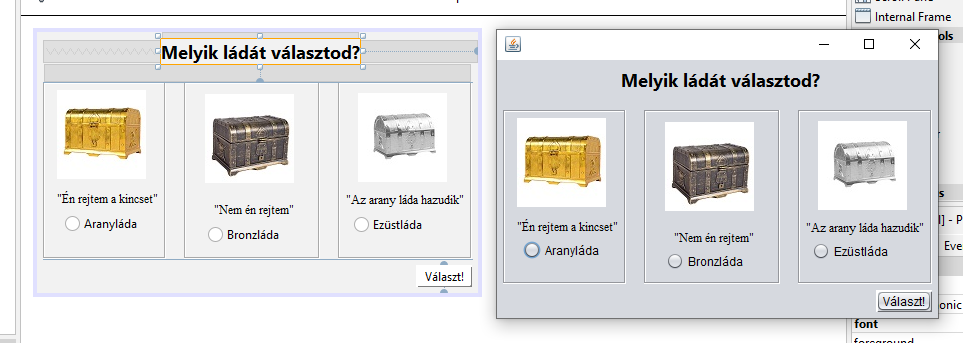 Internal Frame
Melyik ládát választod?
"Én rejtem a kincset"
Aranyláda
"Nem én rejtem"
Bronzláda
"Az arany láda hazudik"
Ezüstláda
Választ!
Melyik ládát választod?
"Én rejtem a kincset"
Aranyláda
"Nem én rejtem"
Bronzláda
"Az arany láda hazudik"
Ezüstláda
Választ!
ols
s
] - P
Eve
onic
font
foreground